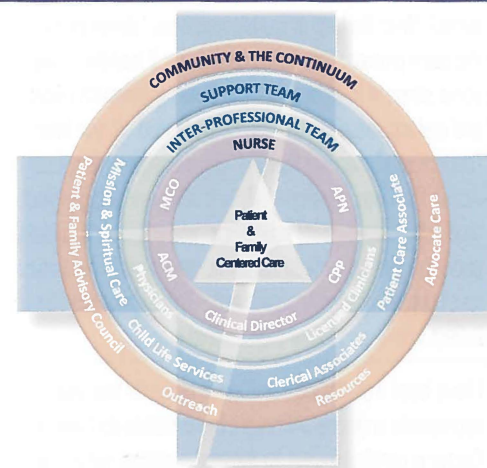 COMMUNITY & THE CONTINUUM
SUPPORT TEAM
INTER-PROFESSIONAL TEAM
NURSE
MCO
APN
Patient
&
Family
Centered Care
ACM
CPP
Clinical Director
Physicians
Licensed Clinicians
Mission & Spiritual Care
Patient Care Associate
Child Life Services
Clerical Associates
Patient & Family Advisory Council
Advocate Care
Outreach
Resources